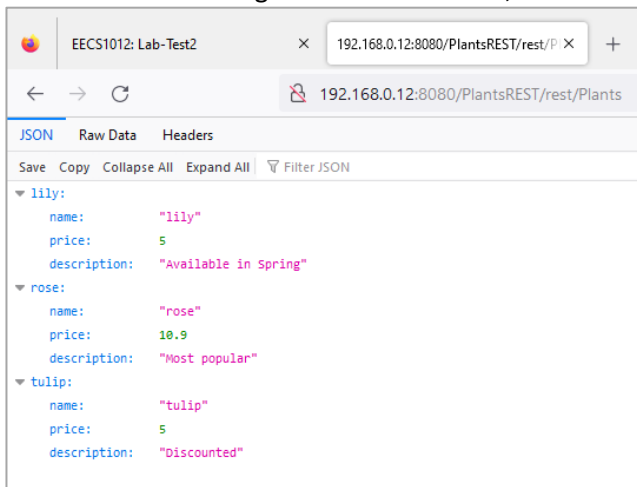 EECS1012: Lab-Test2 192.168.0.12:8080/PlantsREST/rest/P
192.168.0.12:8080/PlantsREST/rest/Plants
JSON Raw Data Headers
Save Copy Collapse All Expand All Filter JSON
lily:
name: "lily"
price: 5
description: "Available in Spring"
rose:
name: "rose"
price: 10.9
description: "Most popular"
tulip:
name: "tulip"
price: 5
description: "Discounted"